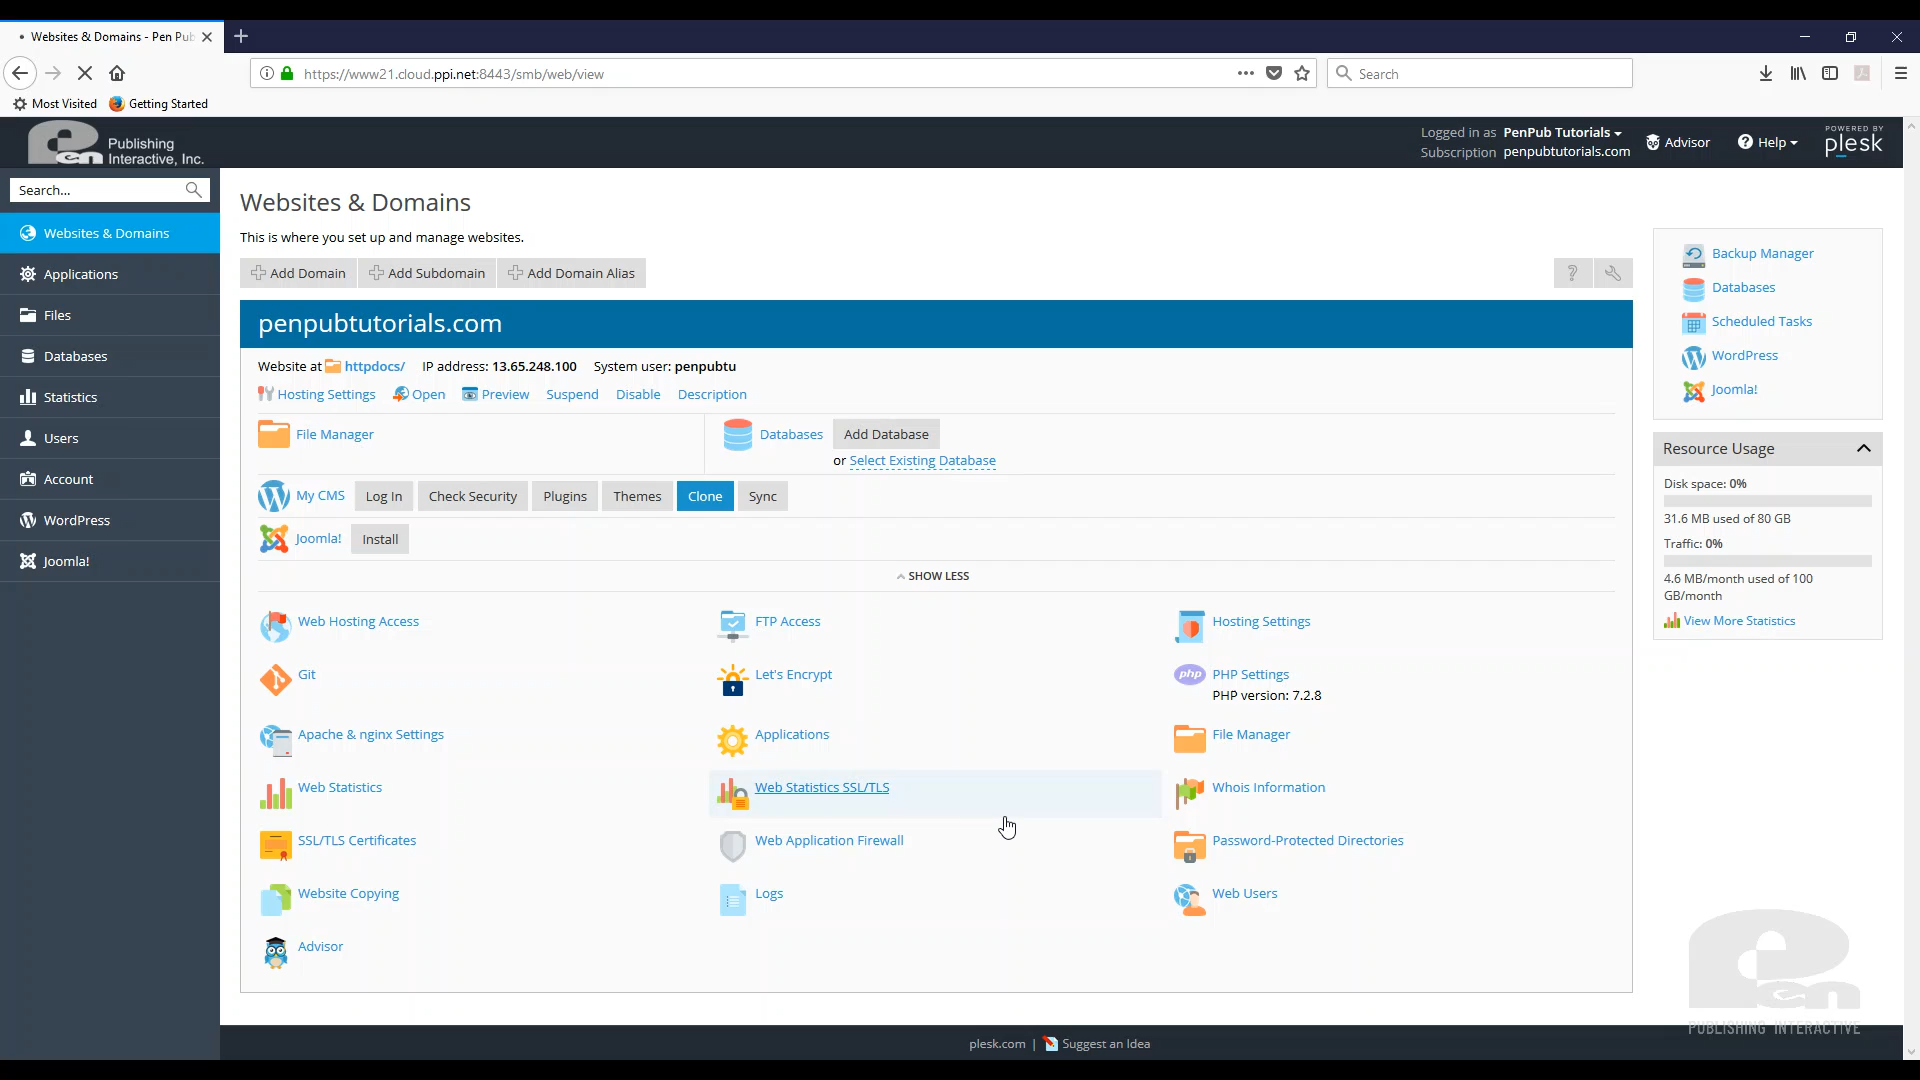 Websites & Domains - Pen Pub
https://www21.cloud.ppi.net:8443/smb/web/view
Search
Most Visited
Getting Started
Pen Publishing Interactive, Inc.
Logged in as PenPub Tutorials
Subscription penpubtutorials.com
Advisor
Help
POWERED BY
plesk
Search...
Websites & Domains
Applications
Files
Databases
Statistics
Users
Account
WordPress
Joomla!
Websites & Domains
This is where you set up and manage websites.
Add Domain
Add Subdomain
Add Domain Alias
?
penpubtutorials.com
Website at httpdocs/ IP address: 13.65.248.100 System user: penpubtu
Hosting Settings Open Preview Suspend Disable Description
File Manager
Databases Add Database
or Select Existing Database
My CMS Log In Check Security Plugins Themes Clone Sync
Joomla! Install
SHOW LESS
Web Hosting Access
FTP Access
Hosting Settings
Git
Let's Encrypt
php PHP Settings
PHP version: 7.2.8
Apache & nginx Settings
Applications
File Manager
Web Statistics
Web Statistics SSL/TLS
Whois Information
SSL/TLS Certificates
Web Application Firewall
Password-Protected Directories
Website Copying
Logs
Web Users
Advisor
Backup Manager
Databases
Scheduled Tasks
WordPress
Joomla!
Resource Usage
Disk space: 0%
31.6 MB used of 80 GB
Traffic: 0%
4.6 MB/month used of 100
GB/month
View More Statistics
Pen
PUBLISHING INTERACTIVE
plesk.com | Suggest an Idea